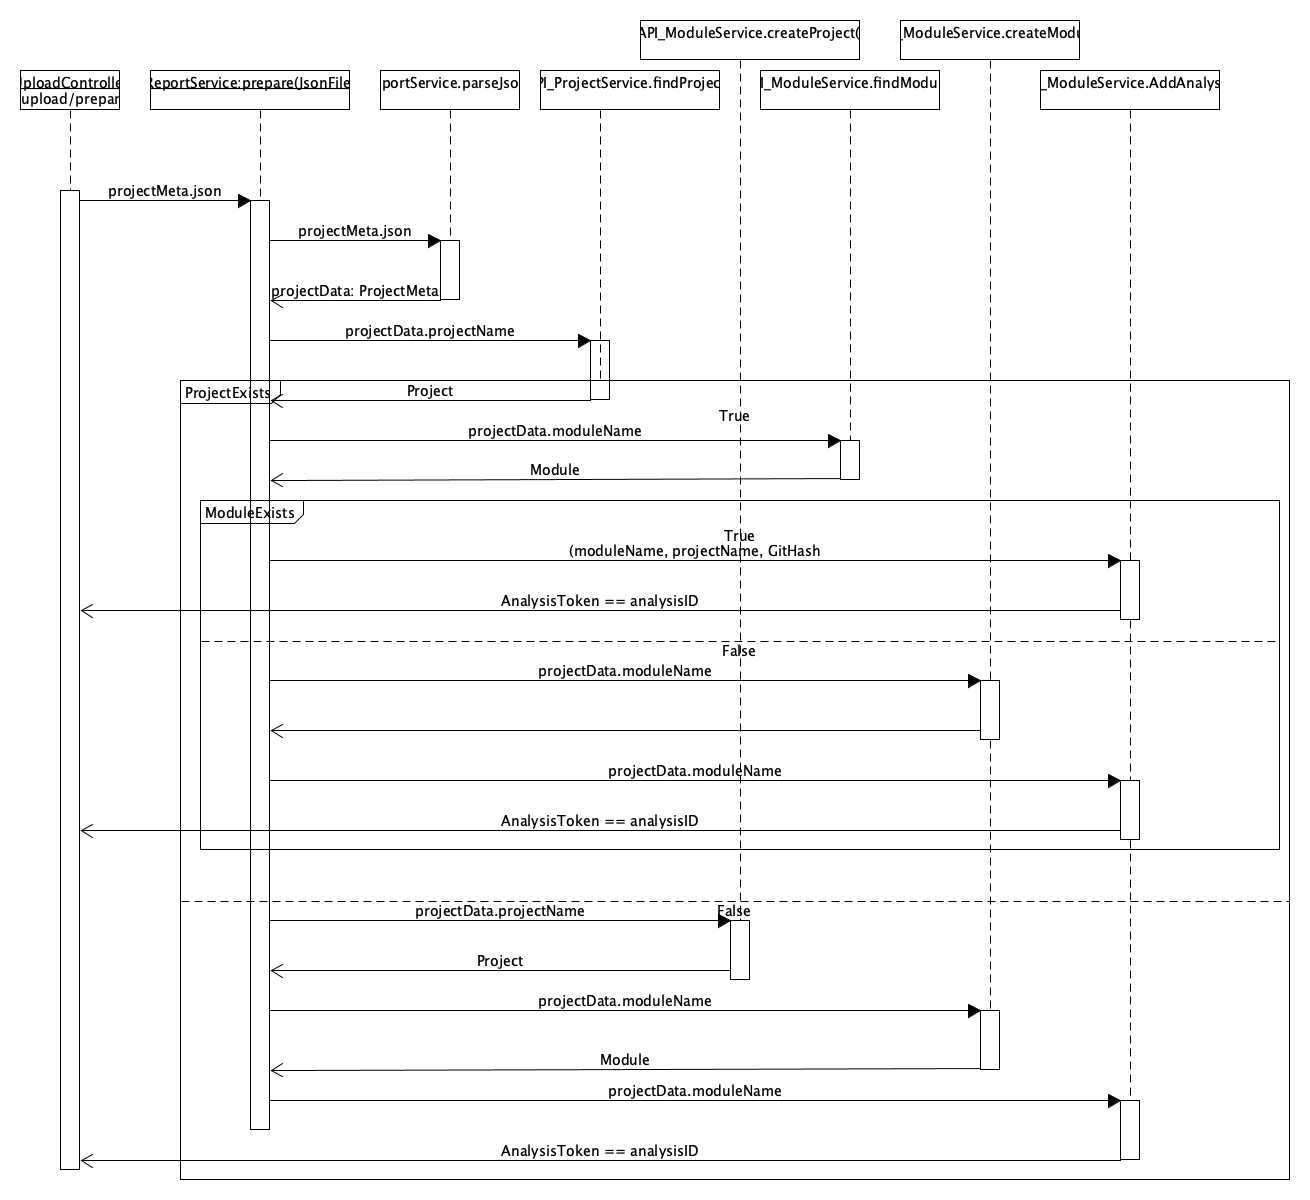 API_ModuleService.createProject(
_ModuleService.createModu
UploadControlle
upload/prepar
ReportService:prepare(JsonFile
portService.parseJso
PI_ProjectService.findProjec
I_ModuleService.findModu
_ModuleService.AddAnalys
projectMeta.json
projectMeta.json
projectData: ProjectMeta
projectData.projectName
ProjectExists
Project
True
projectData.moduleName
Module
ModuleExists
True
(moduleName, projectName, GitHash
AnalysisToken == analysisID
False
projectData.moduleName
projectData.moduleName
AnalysisToken == analysisID
False
projectData.projectName
Project
projectData.moduleName
Module
projectData.moduleName
AnalysisToken == analysisID